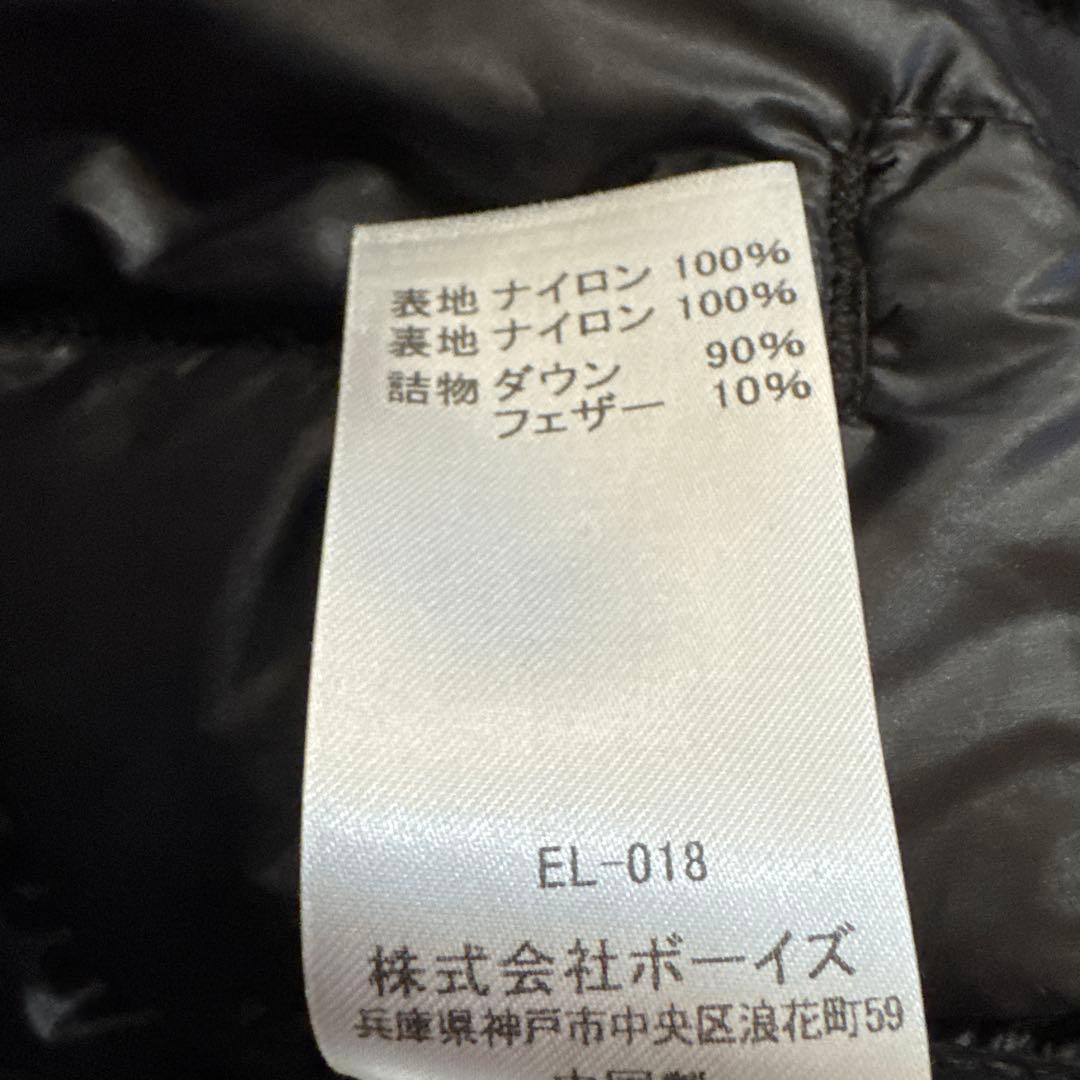 表地 ナイロン 100%
表地 ナイロン 100%
詰物 ダウン 90%
フェザー 10%
EL-018
株式会社ボーイズ
兵庫県神戸市中央区浪花町59